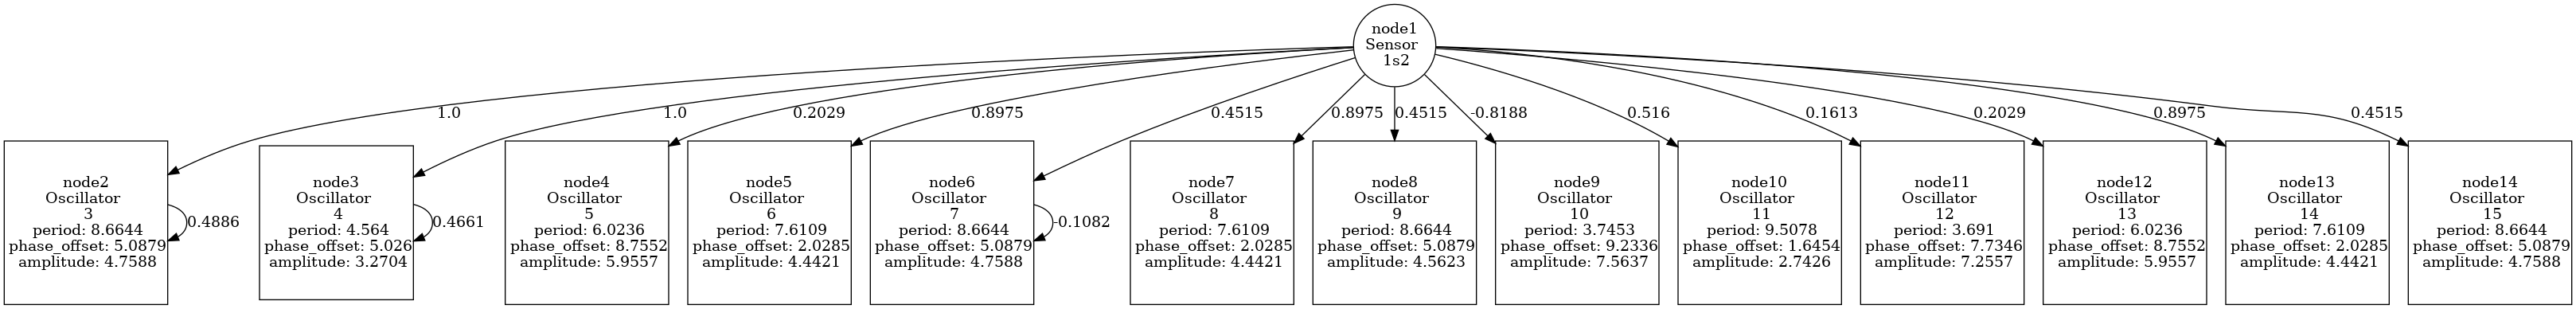 node1
Sensor
1s2
1.0
1.0
0.2029
0.8975
0.4515
0.8975
0.4515
-0.8188
0.516
0.1613
0.2029
0.8975
0.4515
node2
Oscillator
3
period: 8.6644
phase_offset: 5.0879
amplitude: 4.7588
0.4886
node3
Oscillator
4
period: 4.564
phase_offset: 5.026
amplitude: 3.2704
0.4661
node4
Oscillator
5
period: 6.0236
phase_offset: 8.7552
amplitude: 5.9557
node5
Oscillator
6
period: 7.6109
phase_offset: 2.0285
amplitude: 4.4421
node6
Oscillator
7
period: 8.6644
phase_offset: 5.0879
amplitude: 4.7588
-0.1082
node7
Oscillator
8
period: 7.6109
phase_offset: 2.0285
amplitude: 4.4421
node8
Oscillator
9
period: 8.6644
phase_offset: 5.0879
amplitude: 4.5623
node9
Oscillator
10
period: 3.7453
phase_offset: 9.2336
amplitude: 7.5637
node10
Oscillator
11
period: 9.5078
phase_offset: 1.6454
amplitude: 2.7426
node11
Oscillator
12
period: 3.691
phase_offset: 7.7346
amplitude: 7.2557
node12
Oscillator
13
period: 6.0236
phase_offset: 8.7552
amplitude: 5.9557
node13
Oscillator
14
period: 7.6109
phase_offset: 2.0285
amplitude: 4.4421
node14
Oscillator
15
period: 8.6644
phase_offset: 5.0879
amplitude: 4.7588